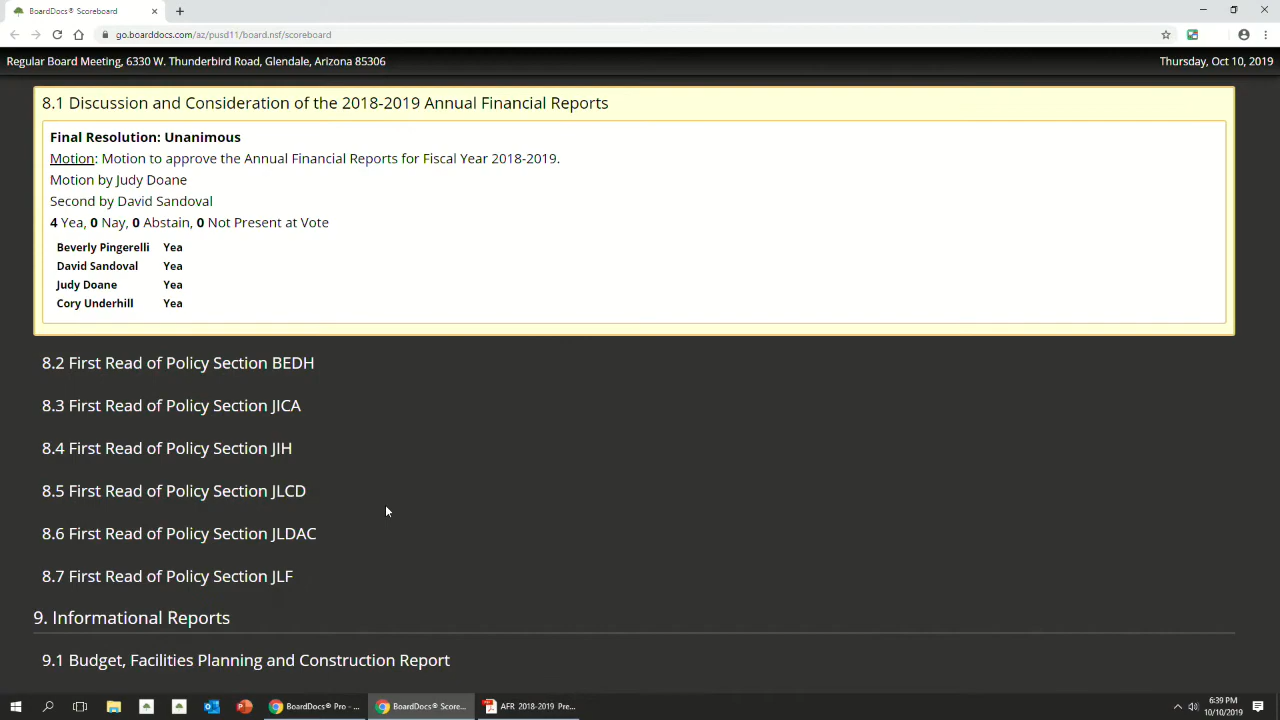 BoardDocs® Scoreboard
go.boarddocs.com/az/pusd11/board.nsf/scoreboard
Regular Board Meeting, 6330 W. Thunderbird Road, Glendale, Arizona 85306
Thursday, Oct 10, 2019
8.1 Discussion and Consideration of the 2018-2019 Annual Financial Reports
Final Resolution: Unanimous
Motion: Motion to approve the Annual Financial Reports for Fiscal Year 2018-2019.
Motion by Judy Doane
Second by David Sandoval
4 Yea, 0 Nay, 0 Abstain, 0 Not Present at Vote
Beverly Pingerelli Yea
David Sandoval Yea
Judy Doane Yea
Cory Underhill Yea
8.2 First Read of Policy Section BEDH
8.3 First Read of Policy Section JICA
8.4 First Read of Policy Section JIH
8.5 First Read of Policy Section JLCD
8.6 First Read of Policy Section JLDAC
8.7 First Read of Policy Section JLF
9. Informational Reports
9.1 Budget, Facilities Planning and Construction Report
BoardDocs® Pro - ...
BoardDocs® Score...
AFR 2018-2019 Pre...
6:39 PM
10/10/2019